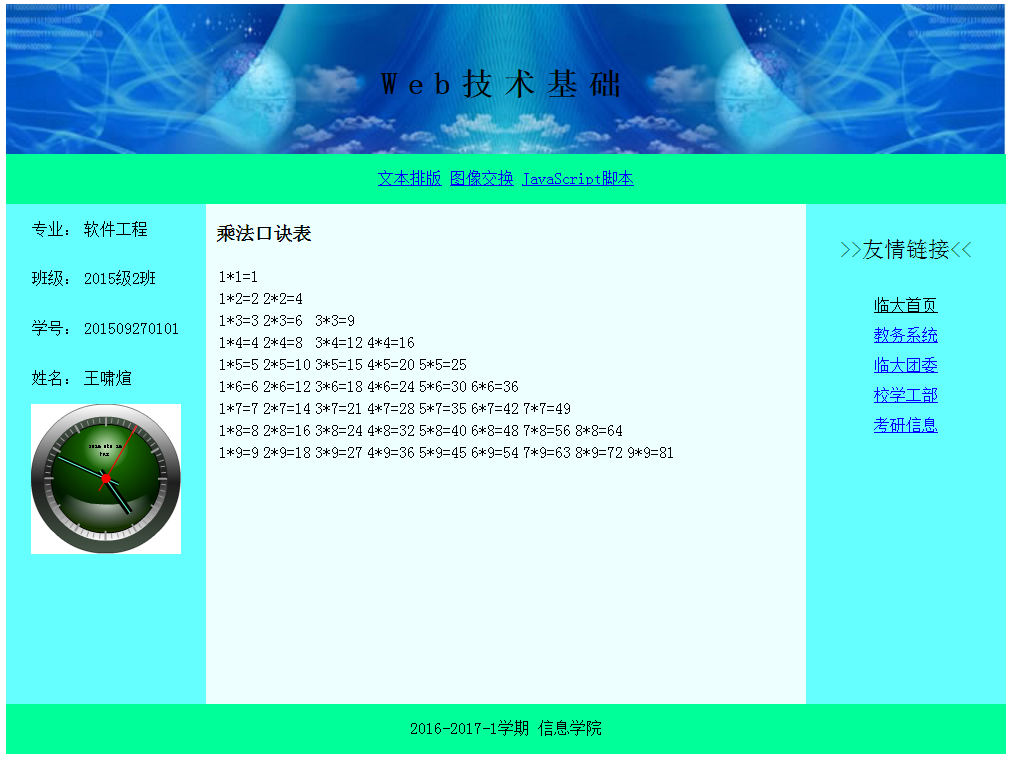 Web技术基础
文本排版 图像交换 JavaScript脚本
专业： 软件工程
班级： 2015级2班
学号： 201509270101
姓名： 王啸煊
乘法口诀表
1*1=1
1*2=2 2*2=4
1*3=3 2*3=6 3*3=9
1*4=4 2*4=8 3*4=12 4*4=16
1*5=5 2*5=10 3*5=15 4*5=20 5*5=25
1*6=6 2*6=12 3*6=18 4*6=24 5*6=30 6*6=36
1*7=7 2*7=14 3*7=21 4*7=28 5*7=35 6*7=42 7*7=49
1*8=8 2*8=16 3*8=24 4*8=32 5*8=40 6*8=48 7*8=56 8*8=64
1*9=9 2*9=18 3*9=27 4*9=36 5*9=45 6*9=54 7*9=63 8*9=72 9*9=81
>>友情链接<<
临大首页
教务系统
临大团委
校学工部
考研信息
2016-2017-1学期 信息学院